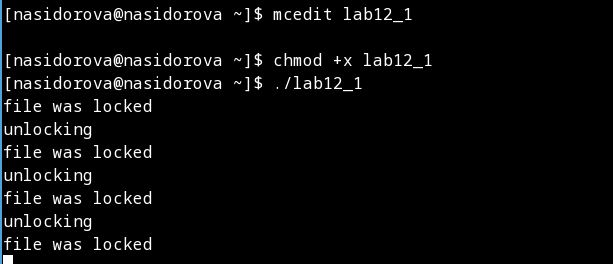 [nasidorova@nasidorova ~]$ mcedit lab12_1
[nasidorova@nasidorova ~]$ chmod +x lab12_1
[nasidorova@nasidorova ~]$ ./lab12_1
file was locked
unlocking
file was locked
unlocking
file was locked
unlocking
file was locked